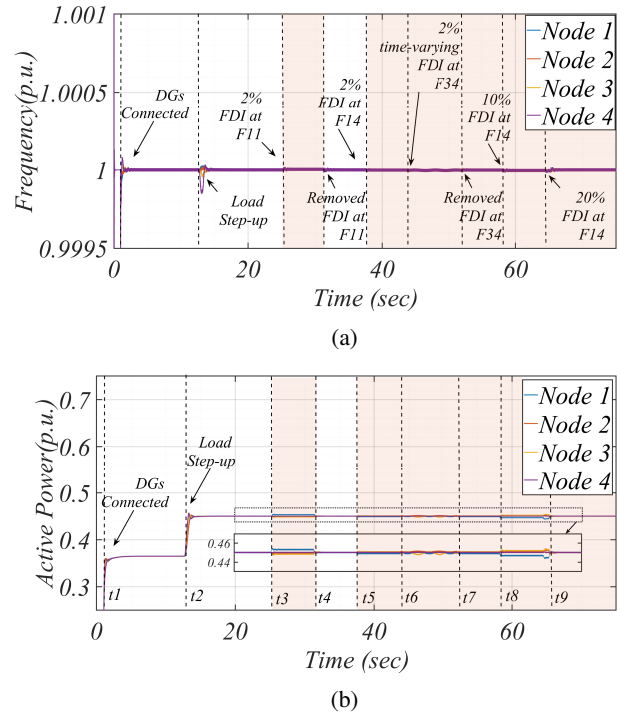 1.001
1.0005
1
0.9995
Frequency(p.u.)
DGs
Connected
2%
FDI at
F11
2%
FDI at
F14
2%
time-varying
FDI at
F34
10%
FDI at
F14
Node 1
Node 2
Node 3
Node 4
Load
Step-up
Removed
FDI at
F11
Removed
FDI at
F34
20%
FDI at
F14
0
20
40
60
Time (sec)
(a)
0.7
0.6
0.5
0.4
0.3
Active Power(p.u.)
DGs
Connected
Load
Step-up
Node 1
Node 2
Node 3
Node 4
0.46
0.44
t1
t2
t3
t4
t5
t6
t7
t8
t9
0
20
40
60
Time (sec)
(b)